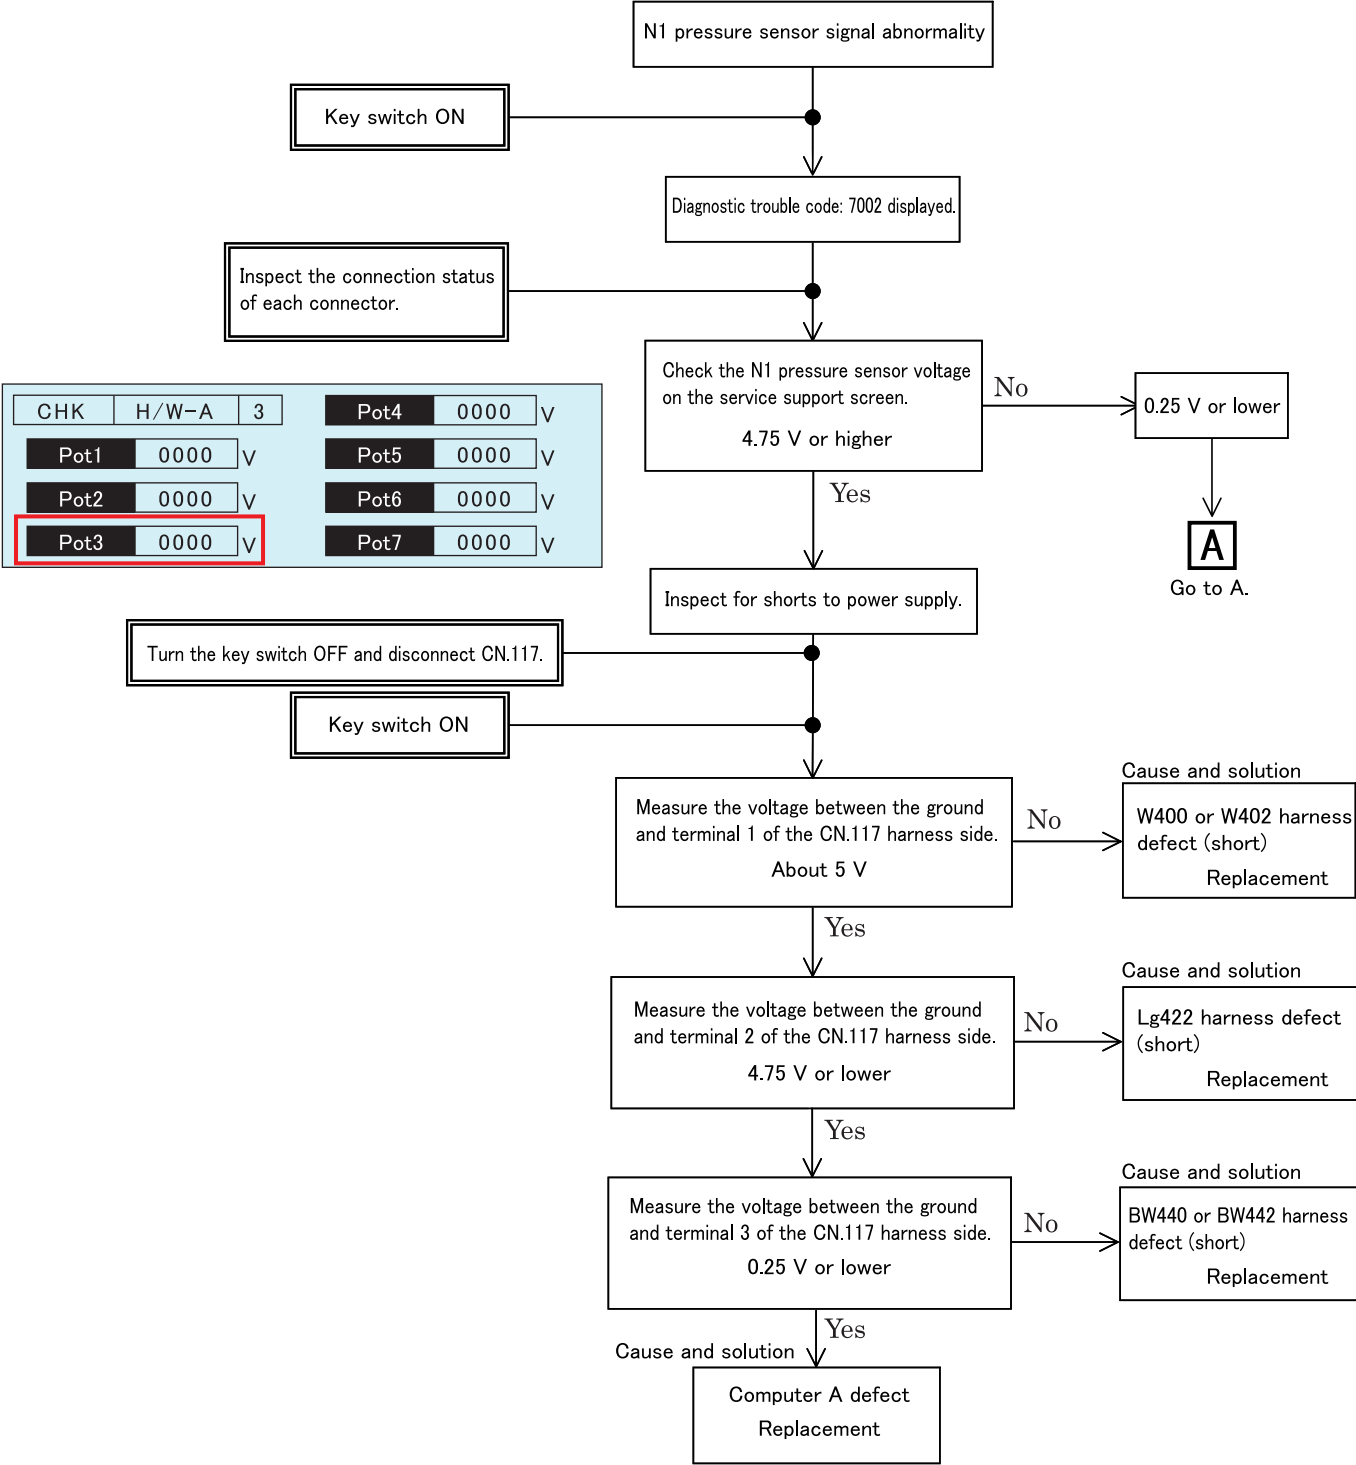 N1 pressure sensor signal abnormality
Key switch ON
Diagnostic trouble code: 7002 displayed.
Inspect the connection status
of each connector.
Check the N1 pressure sensor voltage
on the service support screen.
4.75 V or higher
No
0.25 V or lower
A
Go to A.
Yes
CHK H/W-A 3
Pot1 0000 V
Pot2 0000 V
Pot3 0000 V
Pot4 0000 V
Pot5 0000 V
Pot6 0000 V
Pot7 0000 V
Inspect for shorts to power supply.
Turn the key switch OFF and disconnect CN.117.
Key switch ON
Measure the voltage between the ground
and terminal 1 of the CN.117 harness side.
About 5 V
No
Cause and solution
W400 or W402 harness
defect (short)
Replacement
Yes
Measure the voltage between the ground
and terminal 2 of the CN.117 harness side.
4.75 V or lower
No
Cause and solution
Lg422 harness defect
(short)
Replacement
Yes
Measure the voltage between the ground
and terminal 3 of the CN.117 harness side.
0.25 V or lower
No
Cause and solution
BW440 or BW442 harness
defect (short)
Replacement
Yes
Cause and solution
Computer A defect
Replacement